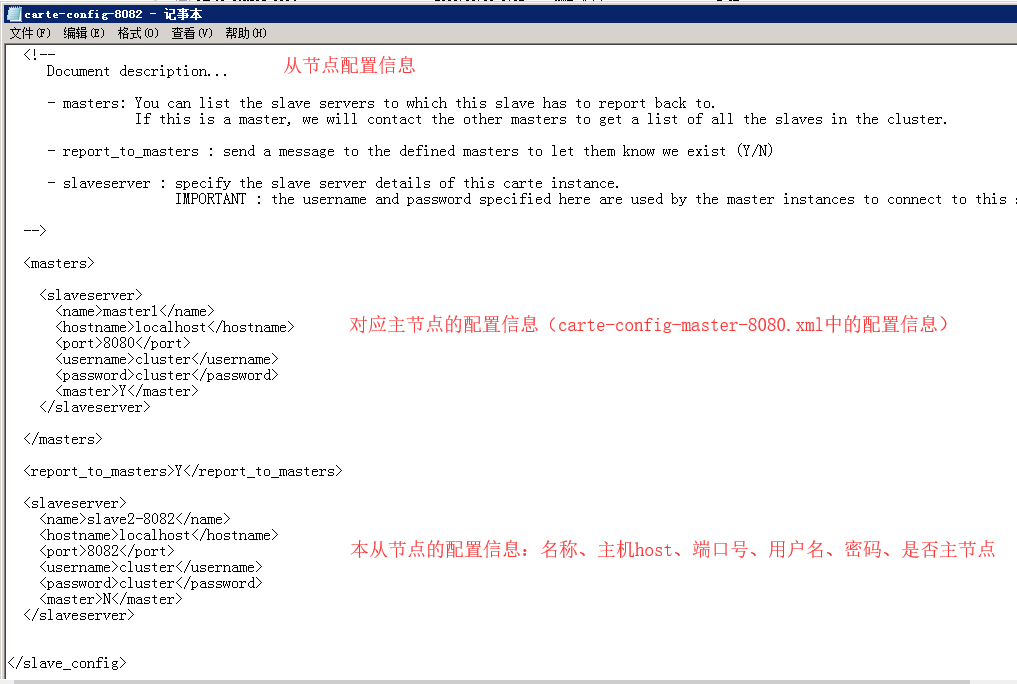 carte-config-8082 - 记事本
文件(F) 编辑(E) 格式(O) 查看(V) 帮助(H)
<!--
Document description... 从节点配置信息
- masters: You can list the slave servers to which this slave has to report back to.
If this is a master, we will contact the other masters to get a list of all the slaves in the cluster.
- report_to_masters : send a message to the defined masters to let them know we exist (Y/N)
- slaveserver : specify the slave server details of this carte instance.
IMPORTANT : the username and password specified here are used by the master instances to connect to this
-->
<masters>
<slaveserver>
<name>master1</name>
<hostname>localhost</hostname> 对应主节点的配置信息（carte-config-master-8080.xml中的配置信息）
<port>8080</port>
<username>cluster</username>
<password>cluster</password>
<master>Y</master>
</slaveserver>
</masters>
<report_to_masters>Y</report_to_masters>
<slaveserver>
<name>slave2-8082</name>
<hostname>localhost</hostname>
<port>8082</port> 本从节点的配置信息：名称、主机host、端口号、用户名、密码、是否主节点
<username>cluster</username>
<password>cluster</password>
<master>N</master>
</slaveserver>
</slave_config>